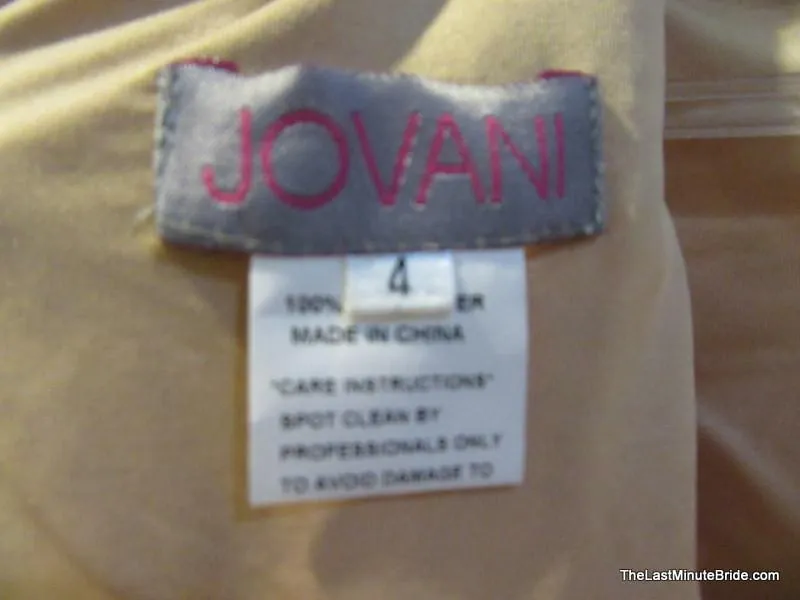 JOVANI
4
100% ER
MADE IN CHINA
"CARE INSTRUCTIONS"
SPOT CLEAN BY
PROFESSIONALS ONLY
TO AVOID DAMAGE TO
TheLastMinuteBride.com